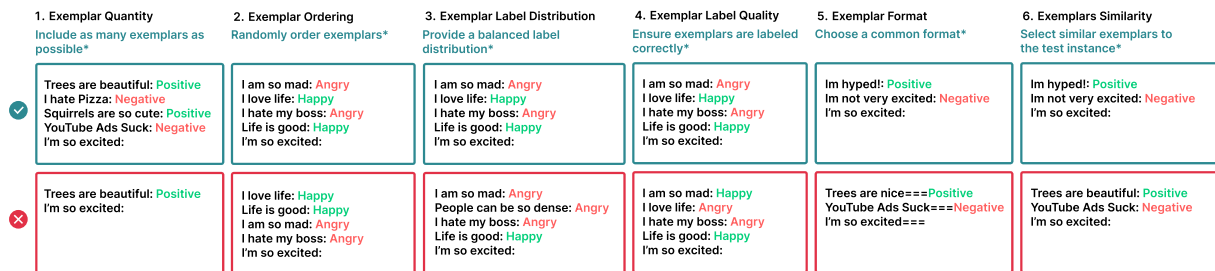 1. Exemplar Quantity
Include as many exemplars as
possible*
Trees are beautiful: Positive
I hate Pizza: Negative
Squirrels are so cute: Positive
YouTube Ads Suck: Negative
I'm so excited:
Trees are beautiful: Positive
I'm so excited:
2. Exemplar Ordering
Randomly order exemplars*
I am so mad: Angry
I love life: Happy
I hate my boss: Angry
Life is good: Happy
I'm so excited:
I love life: Happy
Life is good: Happy
I am so mad: Angry
I hate my boss: Angry
I'm so excited:
3. Exemplar Label Distribution
Provide a balanced label
distribution*
I am so mad: Angry
I love life: Happy
I hate my boss: Angry
Life is good: Happy
I'm so excited:
I am so mad: Angry
People can be so dense: Angry
I hate my boss: Angry
Life is good: Happy
I'm so excited:
4. Exemplar Label Quality
Ensure exemplars are labeled
correctly*
I am so mad: Angry
I love life: Happy
I hate my boss: Angry
Life is good: Happy
I'm so excited:
I am so mad: Happy
I love life: Angry
I hate my boss: Angry
Life is good: Happy
I'm so excited:
5. Exemplar Format
Choose a common format*
Im hyped!: Positive
Im not very excited: Negative
I'm so excited:
Trees are nice===Positive
YouTube Ads Suck===Negative
I'm so excited===
6. Exemplars Similarity
Select similar exemplars to
the test instance*
Im hyped!: Positive
Im not very excited: Negative
I'm so excited:
Trees are beautiful: Positive
YouTube Ads Suck: Negative
I'm so excited: